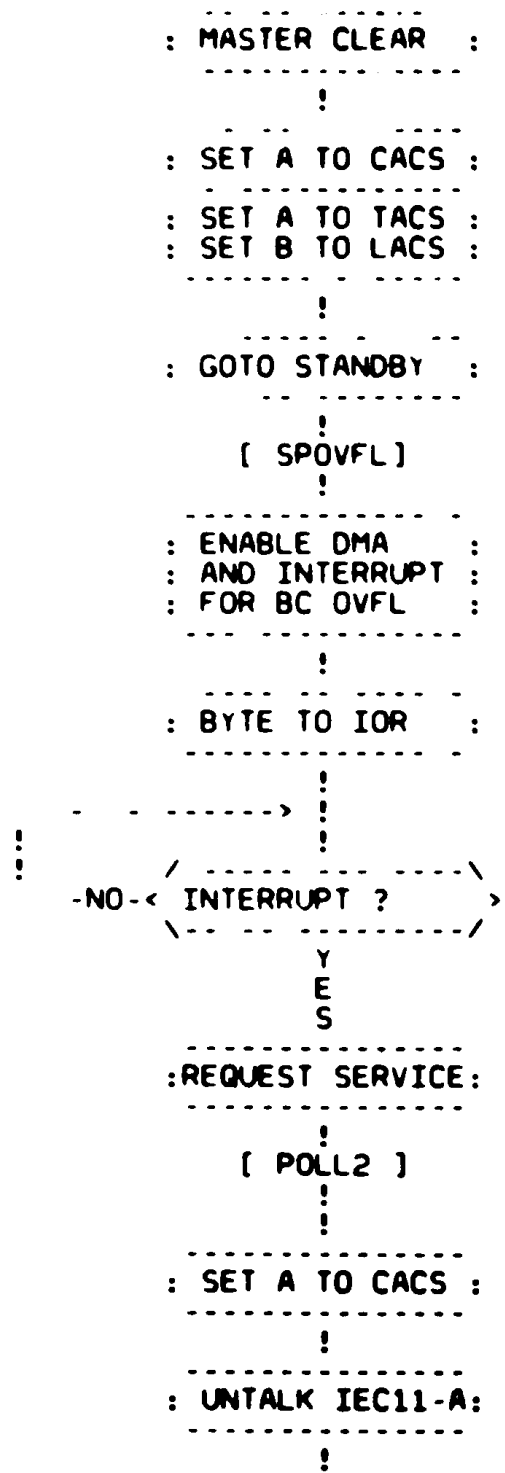 : MASTER CLEAR :
!
: SET A TO CACS :
: SET A TO TACS :
: SET B TO LACS :
!
: GOTO STANDBY :
!
[ SPOVFL]
!
: ENABLE DMA :
: AND INTERRUPT :
: FOR BC OVFL :
!
: BYTE TO IOR :
!
- - ------> !
! !
! / ----- --- ----\
-NO-< INTERRUPT ? >
\-- -- ---------/
Y
E
S
:REQUEST SERVICE:
!
[ POLL2 ]
!
!
: SET A TO CACS :
!
: UNTALK IEC11-A:
!